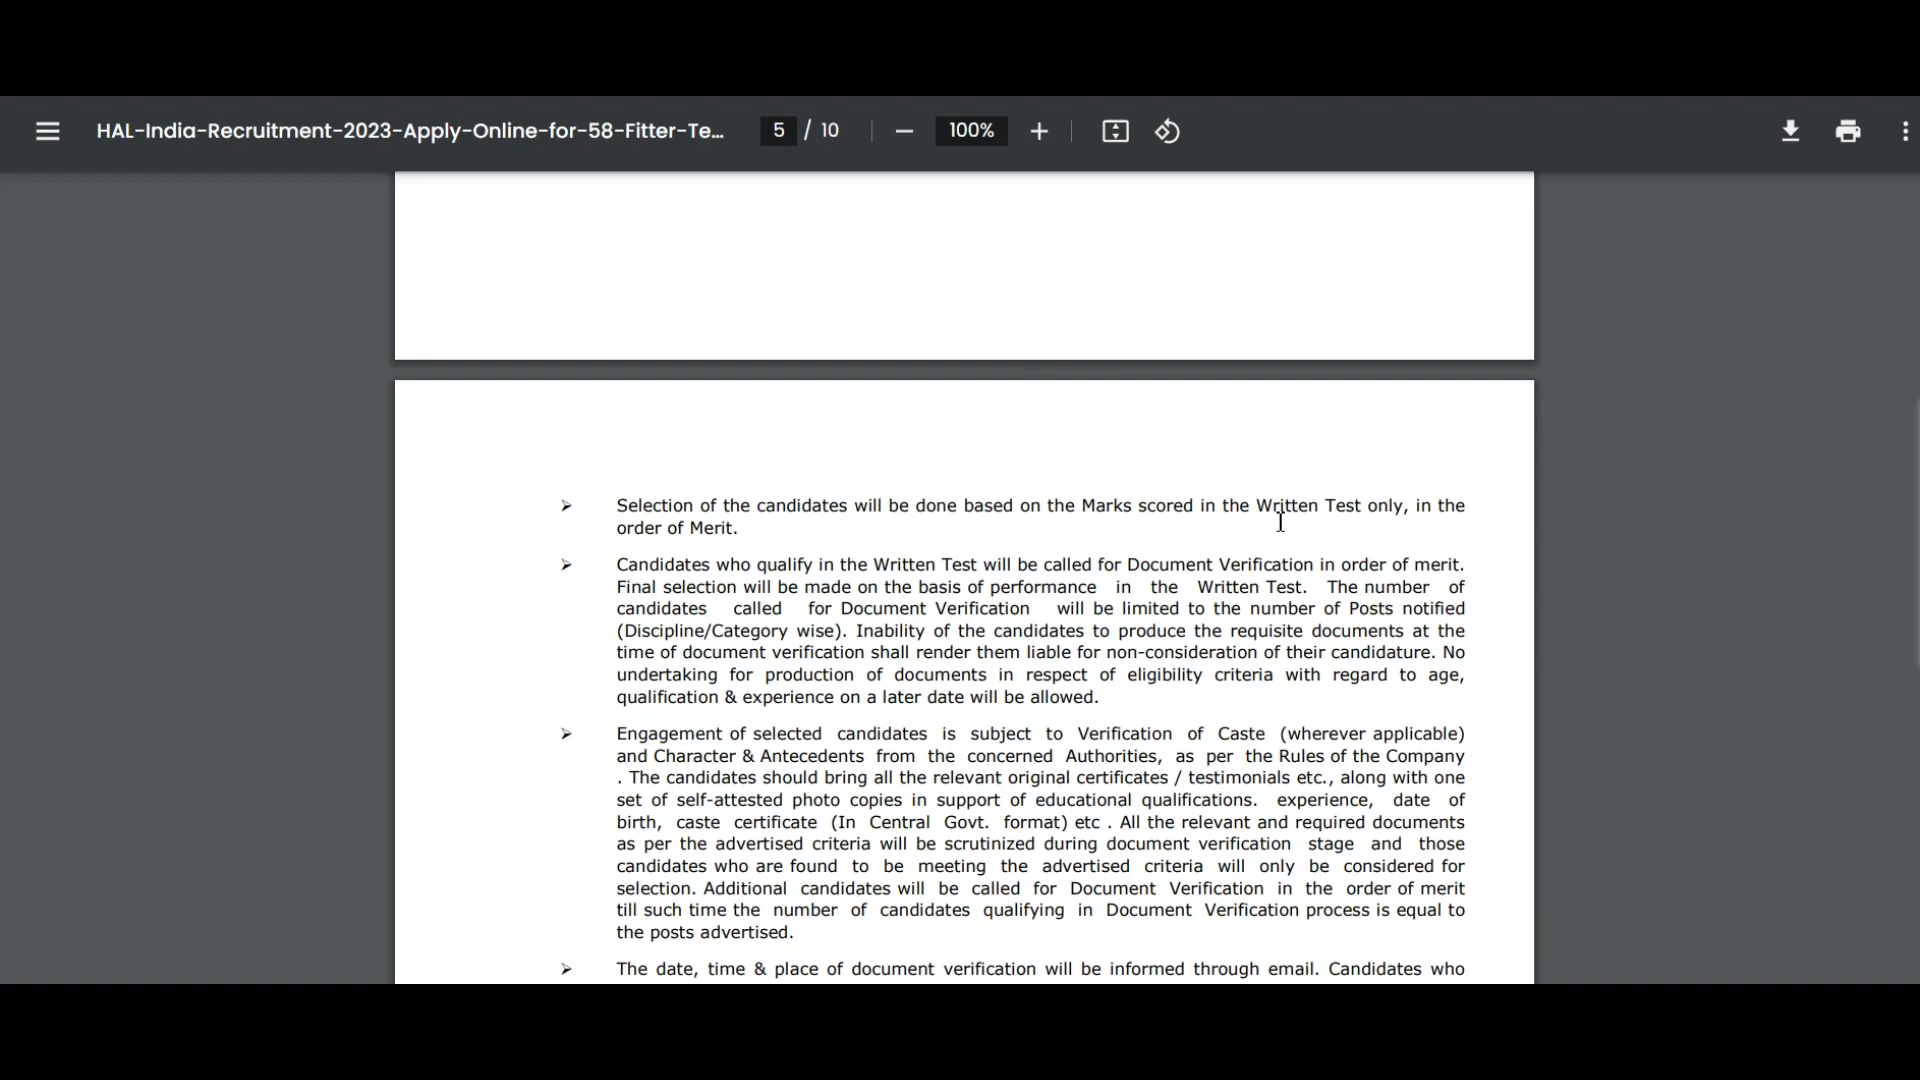 HAL-India-Recruitment-2023-Apply-Online-for-58-Fitter-Te... 5 / 10 100%
Selection of the candidates will be done based on the Marks scored in the Written Test only, in the
order of Merit.
Candidates who qualify in the Written Test will be called for Document Verification in order of merit.
Final selection will be made on the basis of performance in the Written Test. The number of
candidates called for Document Verification will be limited to the number of Posts notified
(Discipline/Category wise). Inability of the candidates to produce the requisite documents at the
time of document verification shall render them liable for non-consideration of their candidature. No
undertaking for production of documents in respect of eligibility criteria with regard to age,
qualification & experience on a later date will be allowed.
Engagement of selected candidates is subject to Verification of Caste (wherever applicable)
and Character & Antecedents from the concerned Authorities, as per the Rules of the Company
. The candidates should bring all the relevant original certificates / testimonials etc., along with one
set of self-attested photo copies in support of educational qualifications. experience, date of
birth, caste certificate (In Central Govt. format) etc . All the relevant and required documents
as per the advertised criteria will be scrutinized during document verification stage and those
candidates who are found to be meeting the advertised criteria will only be considered for
selection. Additional candidates will be called for Document Verification in the order of merit
till such time the number of candidates qualifying in Document Verification process is equal to
the posts advertised.
The date, time & place of document verification will be informed through email. Candidates who